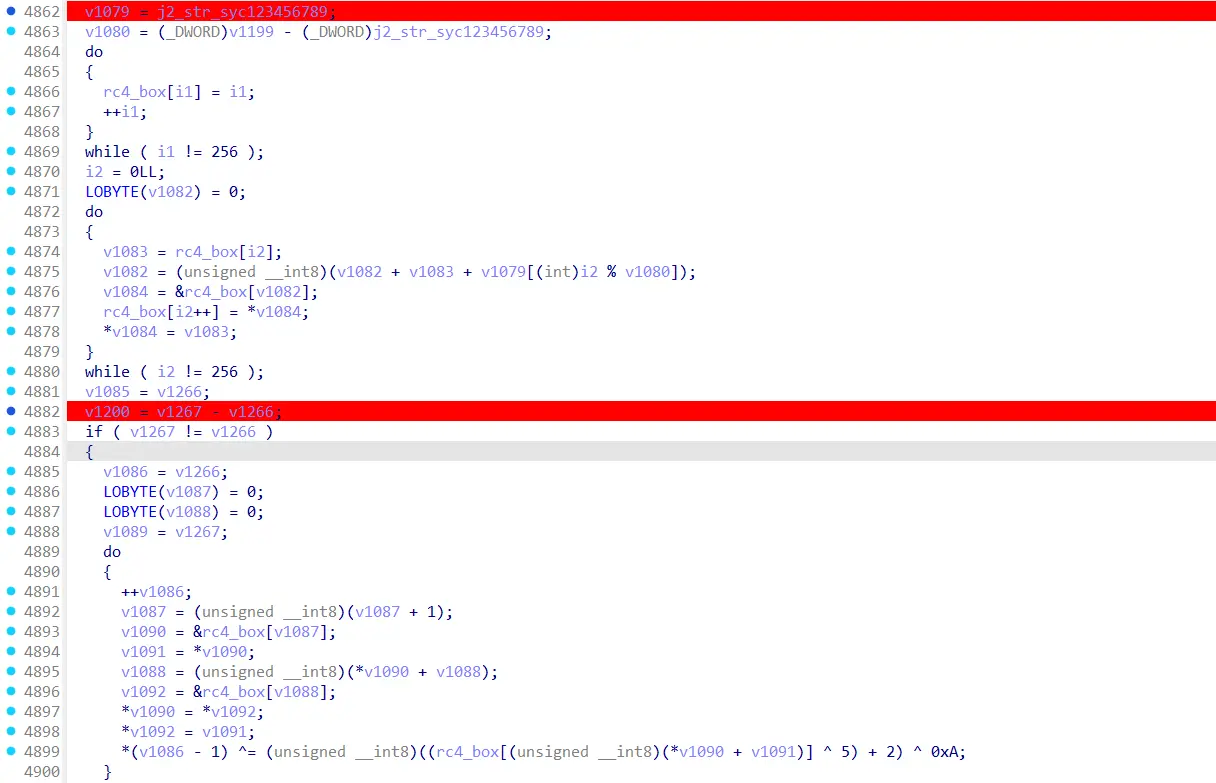 4862 v1079 = j2_str_syc123456789;
4863 v1080 = (_DWORD)v1199 - (_DWORD)j2_str_syc123456789;
4864 do
4865 {
4866 rc4_box[i1] = i1;
4867 ++i1;
4868 }
4869 while ( i1 != 256 );
4870 i2 = 0LL;
4871 LOBYTE(v1082) = 0;
4872 do
4873 {
4874 v1083 = rc4_box[i2];
4875 v1082 = (unsigned __int8)(v1082 + v1083 + v1079[(int)i2 % v1080]);
4876 v1084 = &rc4_box[v1082];
4877 rc4_box[i2++] = *v1084;
4878 *v1084 = v1083;
4879 }
4880 while ( i2 != 256 );
4881 v1085 = v1266;
4882 v1200 = v1267 - v1266;
4883 if ( v1267 != v1266 )
4884 {
4885 v1086 = v1266;
4886 LOBYTE(v1087) = 0;
4887 LOBYTE(v1088) = 0;
4888 v1089 = v1267;
4889 do
4890 {
4891 ++v1086;
4892 v1087 = (unsigned __int8)(v1087 + 1);
4893 v1090 = &rc4_box[v1087];
4894 v1091 = *v1090;
4895 v1088 = (unsigned __int8)(*v1090 + v1088);
4896 v1092 = &rc4_box[v1088];
4897 *v1090 = *v1092;
4898 *v1092 = v1091;
4899 *(v1086 - 1) ^= (unsigned __int8)((rc4_box[(unsigned __int8)(*v1090 + v1091)] ^ 5) + 2) ^ 0xA;
4900 }